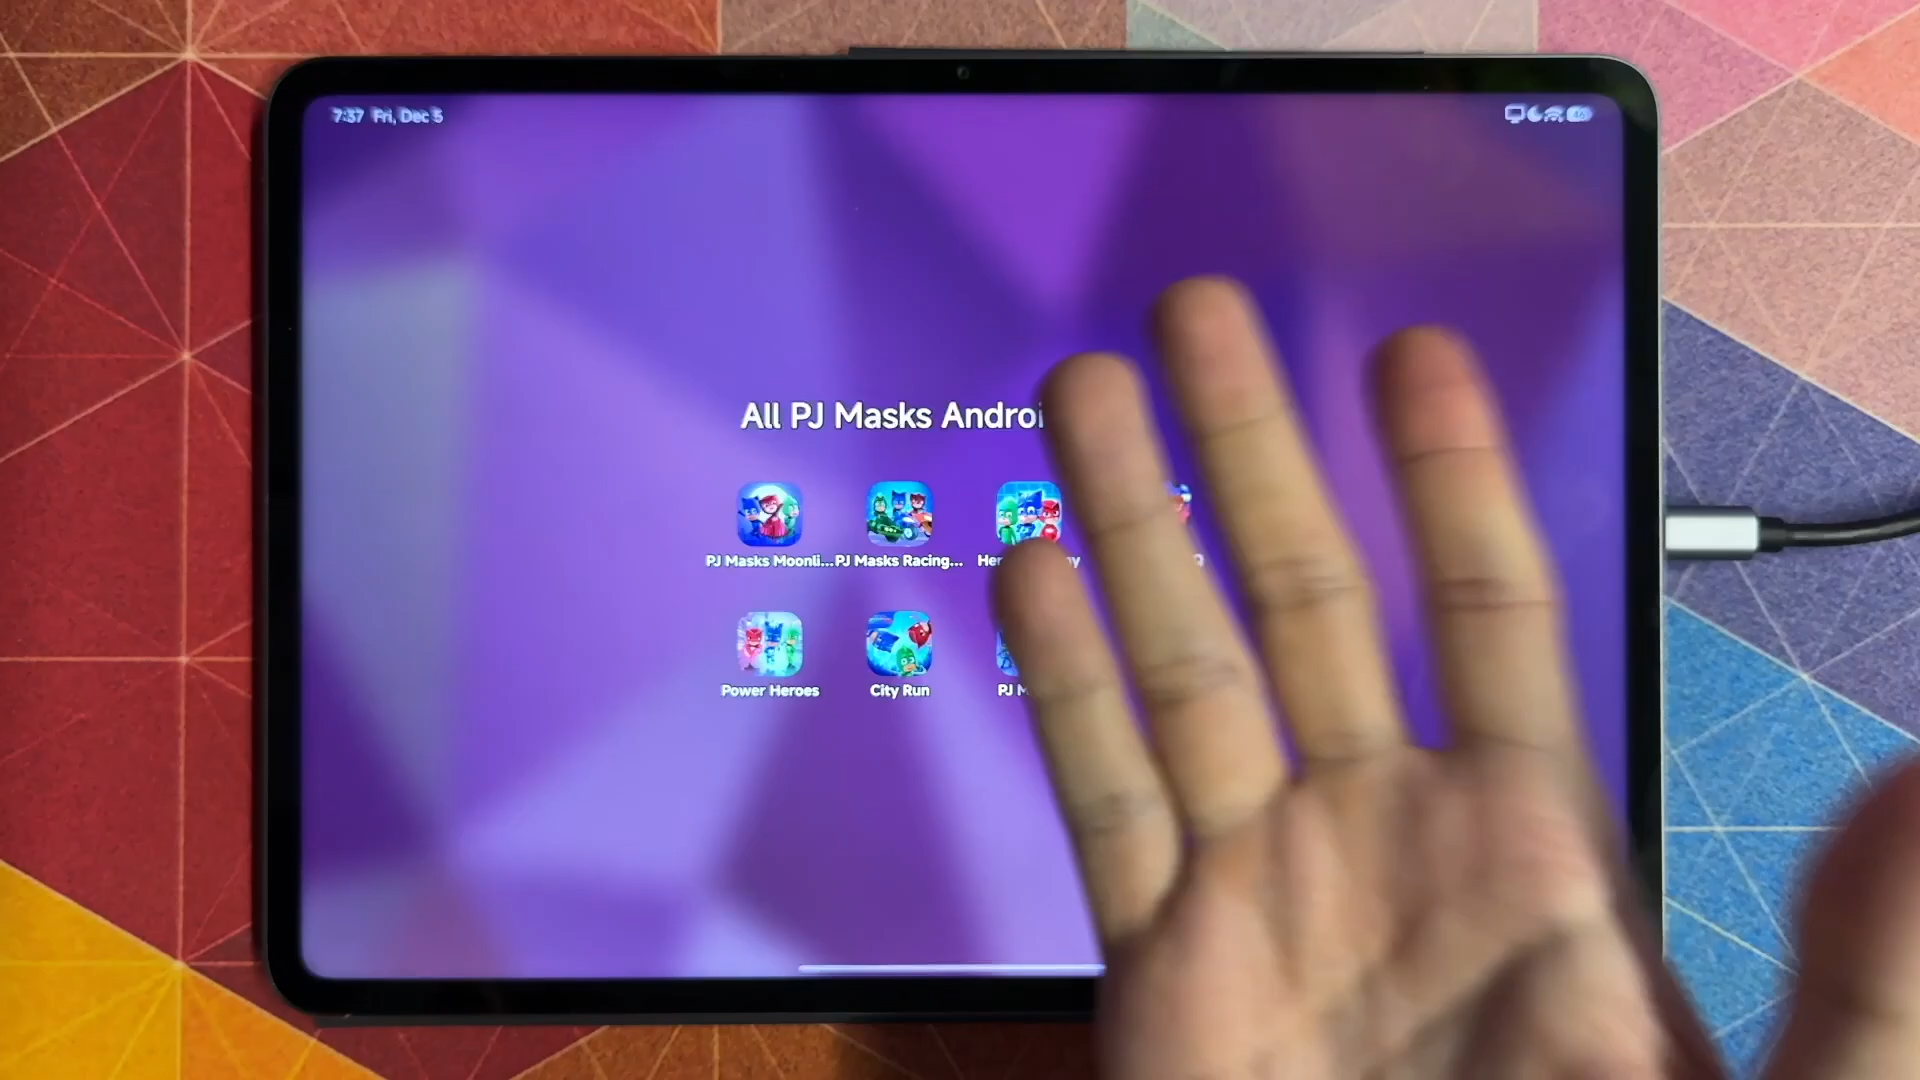 7:37 Fri, Dec 5
All PJ Masks Androi
PJ Masks Moonli... PJ Masks Racing...
Power Heroes City Run PJ M